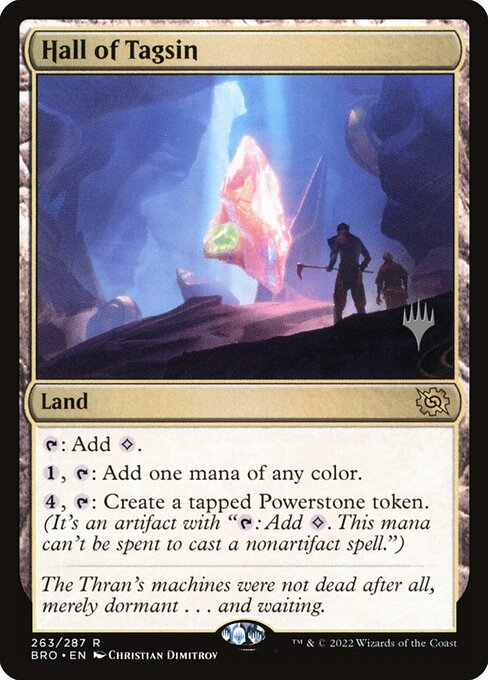 Hall of Tagsin
Land
: Add .
1, : Add one mana of any color.
4, : Create a tapped Powerstone token.
(It's an artifact with “: Add . This mana
can't be spent to cast a nonartifact spell.”)
The Thran's machines were not dead after all,
merely dormant . . . and waiting.
263/287 R
BRO • EN Christian Dimitrov
™ & © 2022 Wizards of the Coast